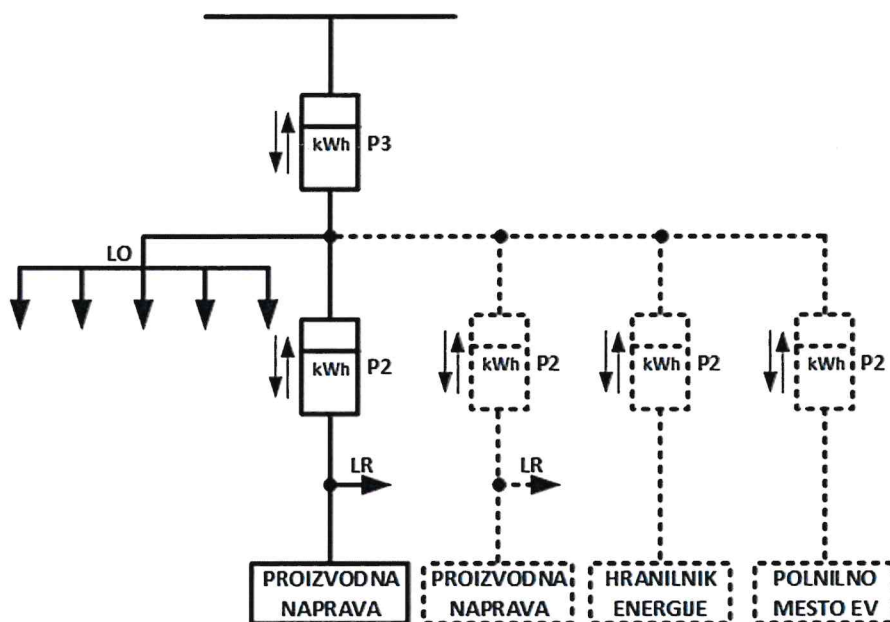 kWh P3
LO
kWh P2
kWh P2
kWh P2
kWh P2
LR
LR
PROIZVODNA
NAPRAVA
PROIZVODNA
NAPRAVA
HRANILNIK
ENERGIJE
POLNILNO
MESTO EV